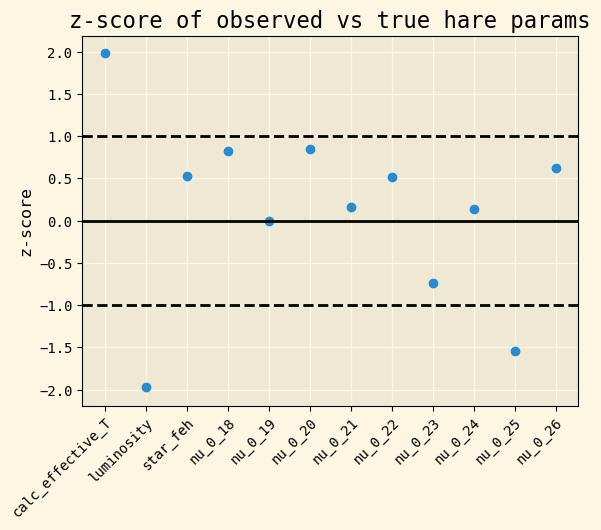 z-score of observed vs true hare params
2.0
1.5
1.0
0.5
0.0
−0.5
−1.0
−1.5
−2.0
z-score
calc_effective_T
luminosity
star_feh
nu_0_18
nu_0_19
nu_0_20
nu_0_21
nu_0_22
nu_0_23
nu_0_24
nu_0_25
nu_0_26